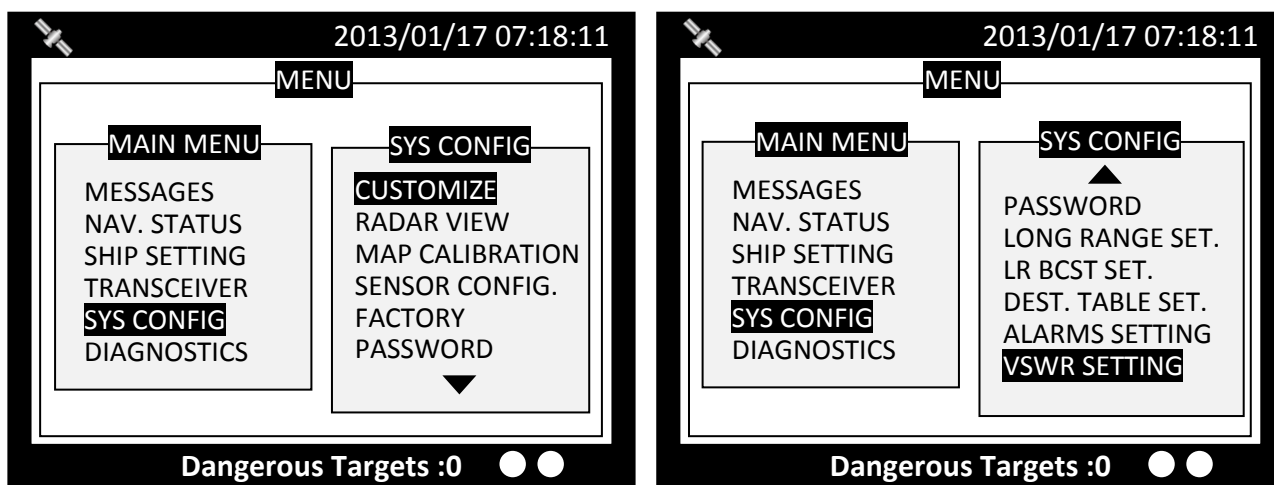 2013/01/17 07:18:11
MENU
MAIN MENU
MESSAGES
NAV. STATUS
SHIP SETTING
TRANSCEIVER
SYS CONFIG
DIAGNOSTICS
SYS CONFIG
CUSTOMIZE
RADAR VIEW
MAP CALIBRATION
SENSOR CONFIG.
FACTORY
PASSWORD
Dangerous Targets :0
2013/01/17 07:18:11
MENU
MAIN MENU
MESSAGES
NAV. STATUS
SHIP SETTING
TRANSCEIVER
SYS CONFIG
DIAGNOSTICS
SYS CONFIG
PASSWORD
LONG RANGE SET.
LR BCST SET.
DEST. TABLE SET.
ALARMS SETTING
VSWR SETTING
Dangerous Targets :0